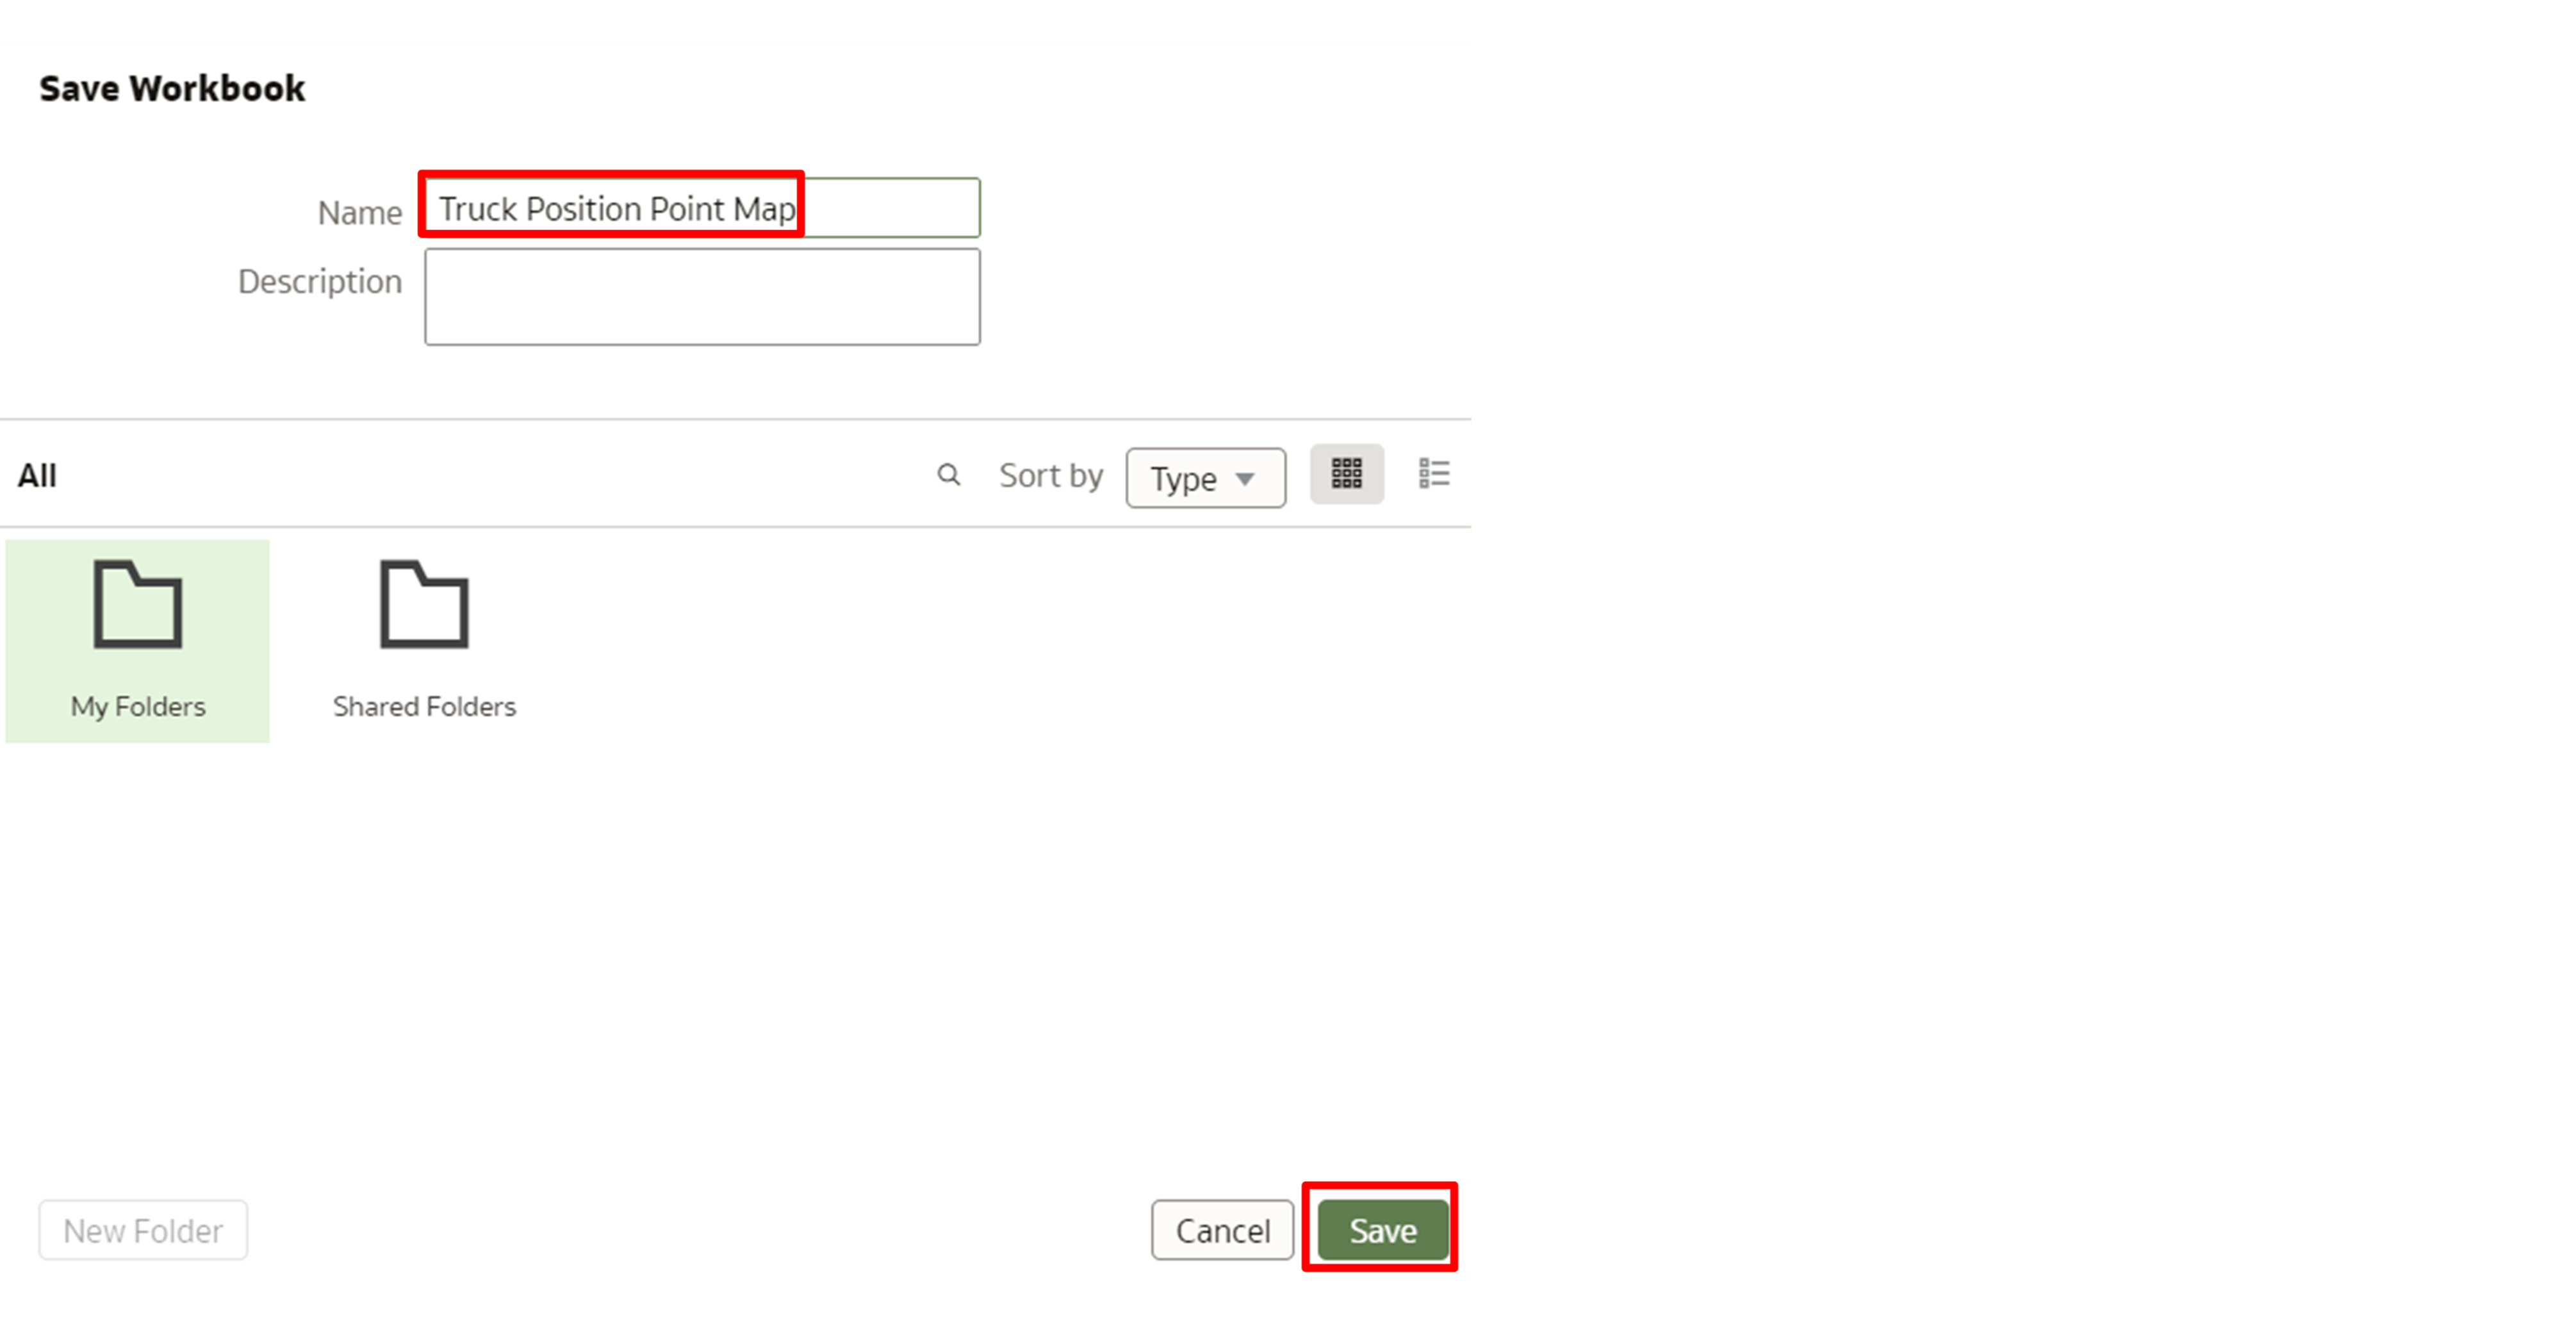 Save Workbook
Name Truck Position Point Map
Description
All Sort by Type
My Folders Shared Folders
New Folder Cancel Save